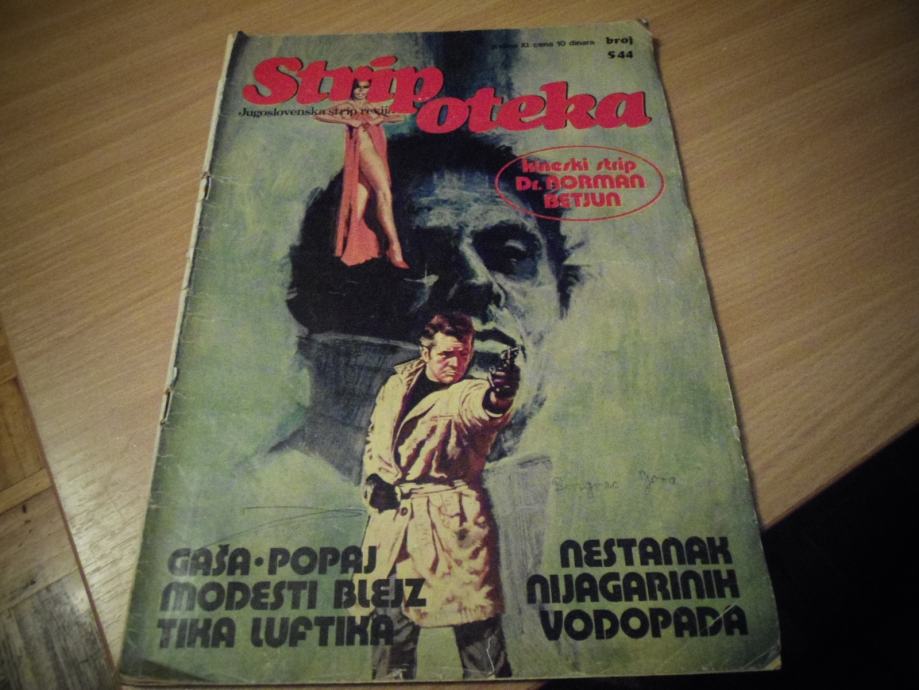 godina XI. cena 10 dinara
broj
544
Strip
oteka
Jugoslovenska strip revija
kineski strip
Dr. NORMAN
BETJUN
GAŠA • POPAJ
MODESTI BLEJZ
TIKA LUFTIKA
NESTANAK
NIJAGARINIH
VODOPADA